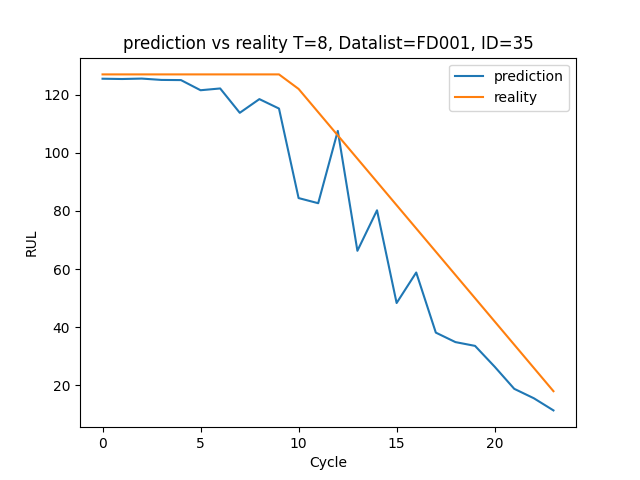 prediction vs reality T=8, Datalist=FD001, ID=35
prediction
reality
RUL
120
100
80
60
40
20
0
5
10
15
20
Cycle